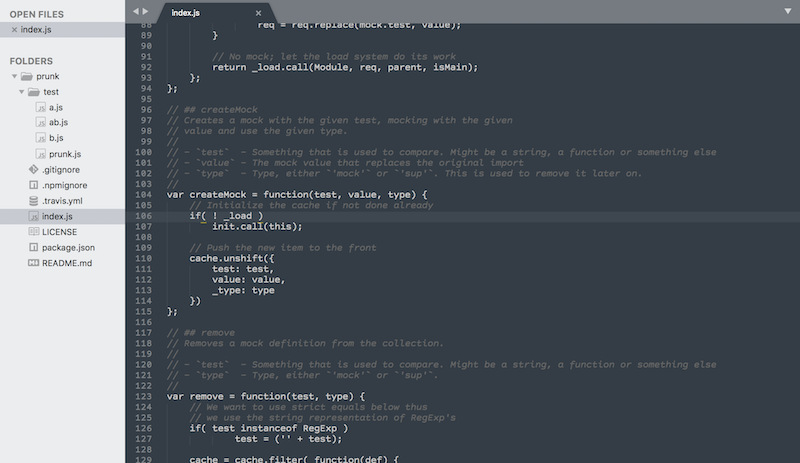 OPEN FILES
× index.js
FOLDERS
prunk
test
a.js
ab.js
b.js
prunk.js
.gitignore
.npmignore
.travis.yml
index.js
LICENSE
package.json
README.md
index.js ×
88 req = req.replace(mock.test, value);
89 }
90
91 // No mock; let the load system do its work
92 return _load.call(Module, req, parent, isMain);
93 };
94 };
95
96 // ## createMock
97 // Creates a mock with the given test, mocking with the given
98 // value and use the given type.
99 //
100 // - `test` - Something that is used to compare. Might be a string, a function or something else
101 // - `value` - The mock value that replaces the original import
102 // - `type` - Type, either `'mock'` or `'sup'`. This is used to remove it later on.
103 //
104 var createMock = function(test, value, type) {
105 // Initialize the cache if not done already
106 if( ! _load )
107 init.call(this);
108
109 // Push the new item to the front
110 cache.unshift({
111 test: test,
112 value: value,
113 _type: type
114 })
115 };
116
117 // ## remove
118 // Removes a mock definition from the collection.
119 //
120 // - `test` - Something that is used to compare. Might be a string, a function or something else
121 // - `type` - Type, either `'mock'` or `'sup'`.
122 //
123 var remove = function(test, type) {
124 // We want to use strict equals below thus
125 // we use the string representation of RegExp's
126 if( test instanceof RegExp )
127 test = ('' + test);
128
129 cache = cache.filter( function(def) {